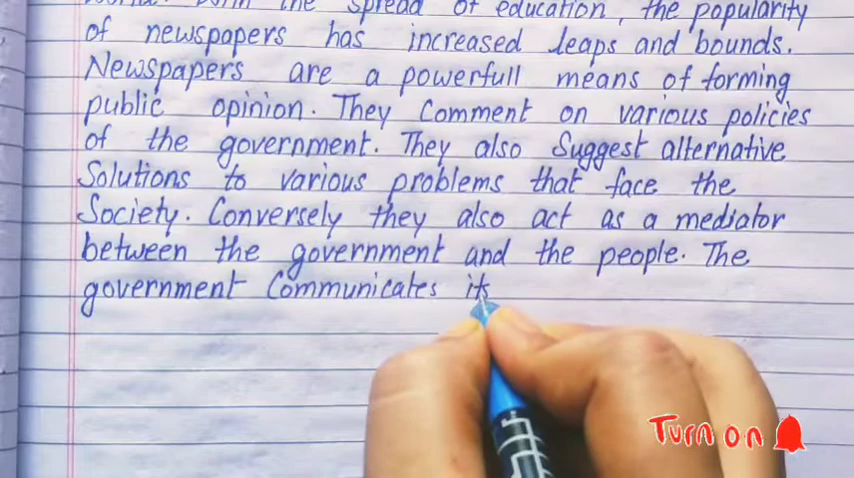 the spread of education, the popularity
of newspapers has increased leaps and bounds.
Newspapers are a powerfull means of forming
public opinion. They Comment on various policies
of the government. They also Suggest alternative
Solutions to various problems that face the
Society. Conversely they also act as a mediator
between the government and the people. The
government Communicates its
Turn on